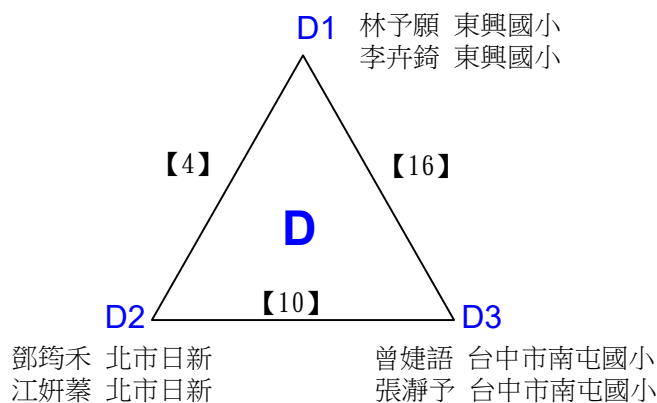 D1 林予願 東興國小
李卉錡 東興國小
【4】 【16】
D
D2 【10】 D3
鄧筠禾 北市日新 曾婕語 台中市南屯國小
江妍蓁 北市日新 張瀞予 台中市南屯國小